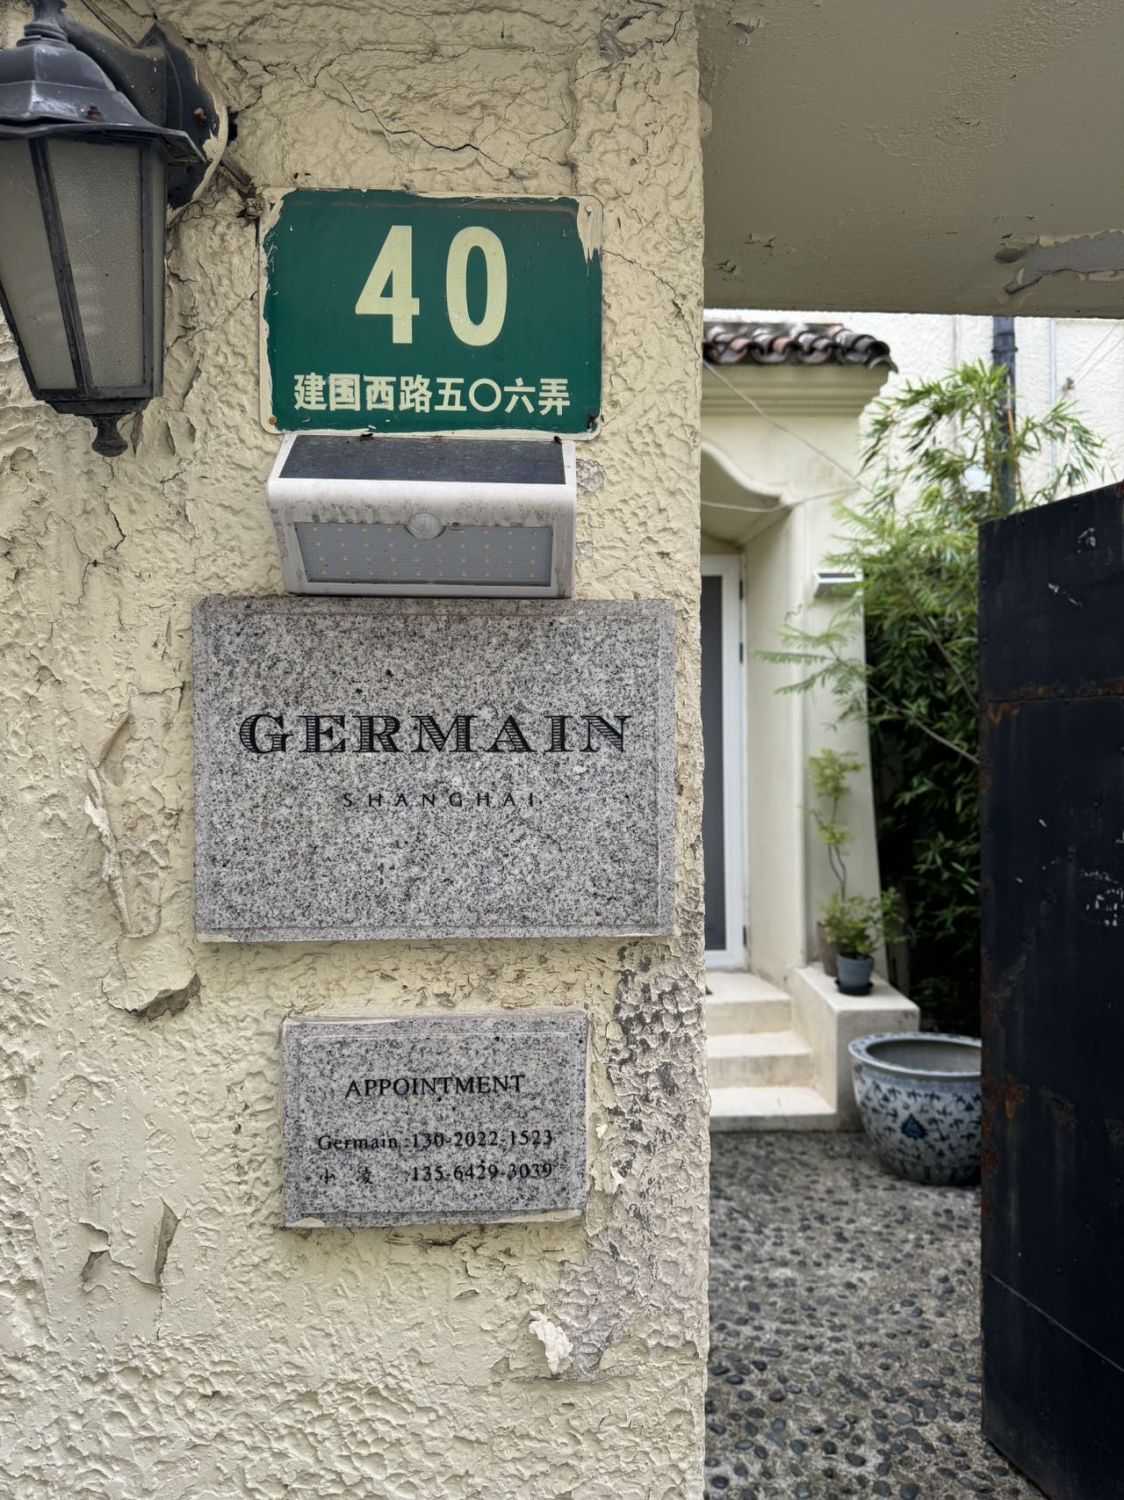 40
建国西路五〇六弄
GERMAIN
SHANGHAI
APPOINTMENT
Germain :130-2022-1523
小 凌 :135-6429-3039